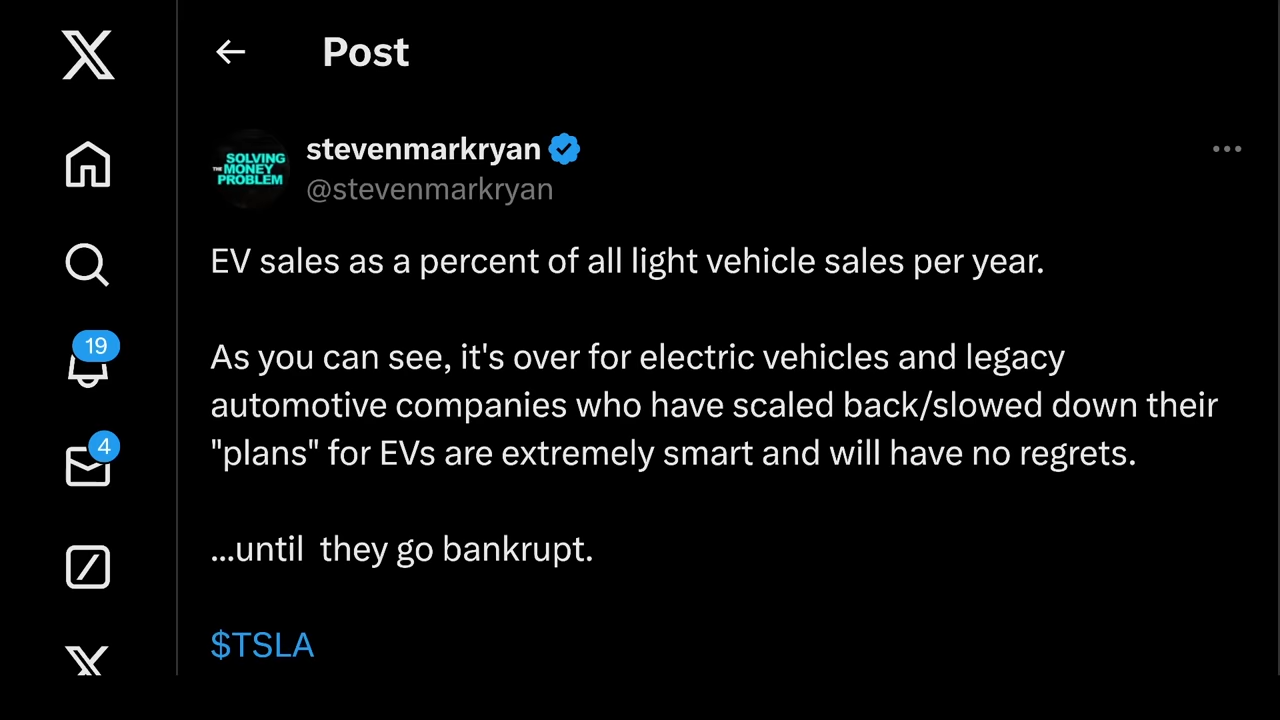 Post
SOLVING
THE MONEY
PROBLEM
stevenmarkryan
@stevenmarkryan
EV sales as a percent of all light vehicle sales per year.
As you can see, it's over for electric vehicles and legacy
automotive companies who have scaled back/slowed down their
"plans" for EVs are extremely smart and will have no regrets.
...until  they go bankrupt.
$TSLA
19
4